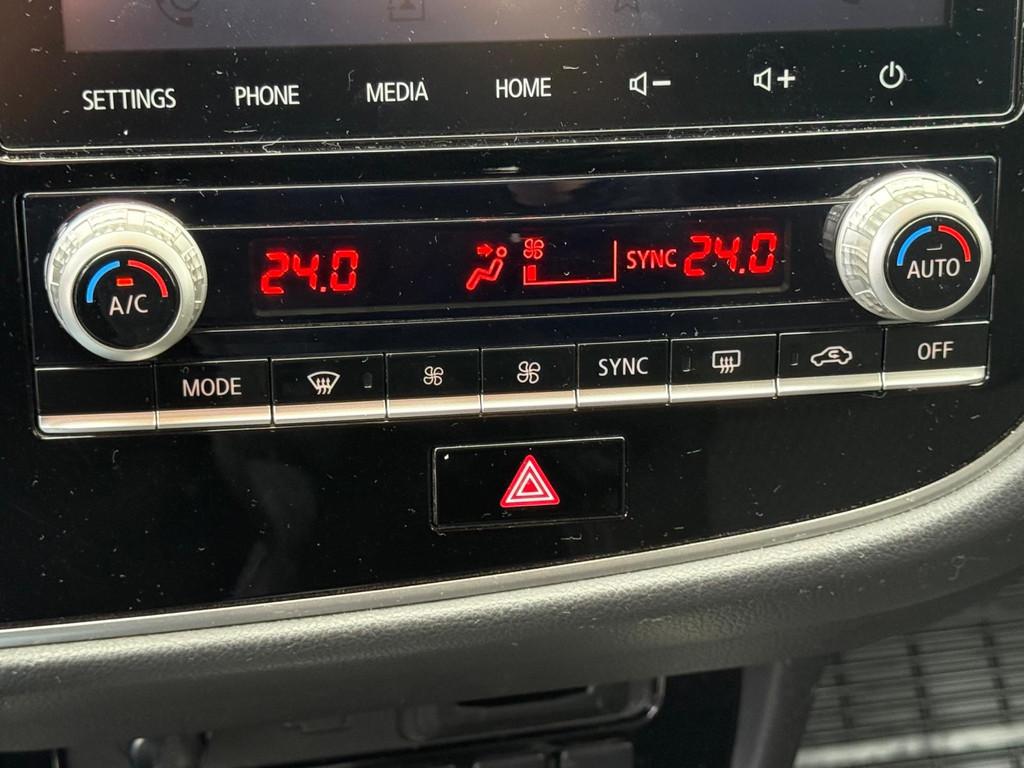 SETTINGS PHONE MEDIA HOME
24.0 SYNC 24.0
A/C AUTO
MODE SYNC OFF